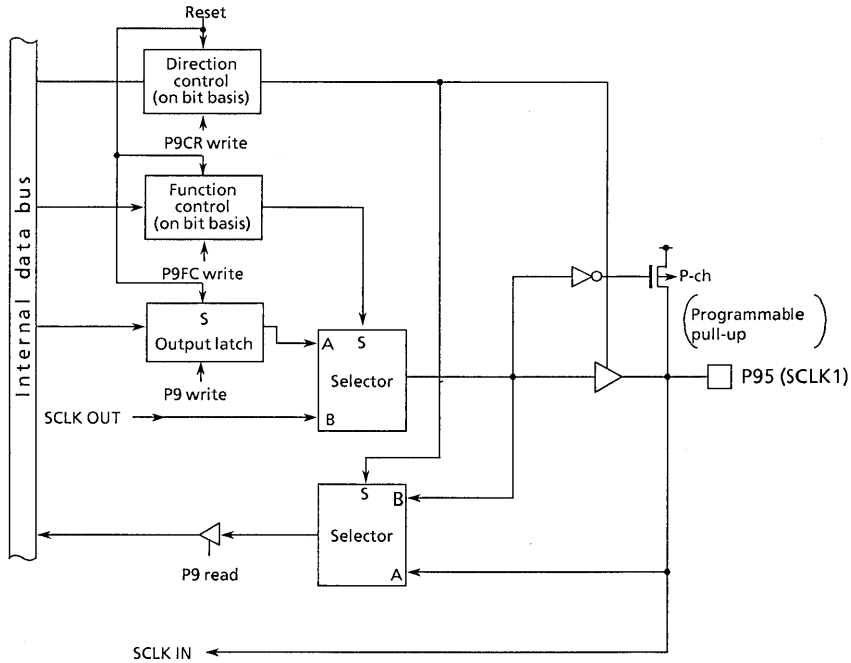 Reset
Direction
control
(on bit basis)
P9CR write
Function
control
(on bit basis)
P9FC write
S
Output latch
P9 write
SCLK OUT
A
S
Selector
B
P-ch
Programmable
pull-up
P95 (SCLK1)
S
B
Selector
A
P9 read
SCLK IN
Internal data bus